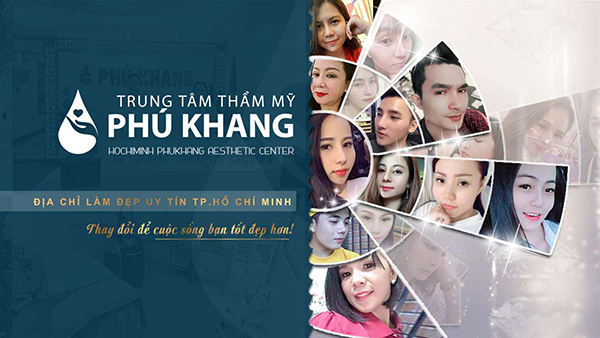 PHUKHANG
TRUNG TÂM THẨM MỸ
PHÚ KHANG
HOCHIMINH PHUKHANG AESTHETIC CENTER
ĐỊA CHỈ LÀM ĐẸP UY TÍN TP.HỒ CHÍ MINH
Thay đổi để cuộc sống bạn tốt đẹp hơn!